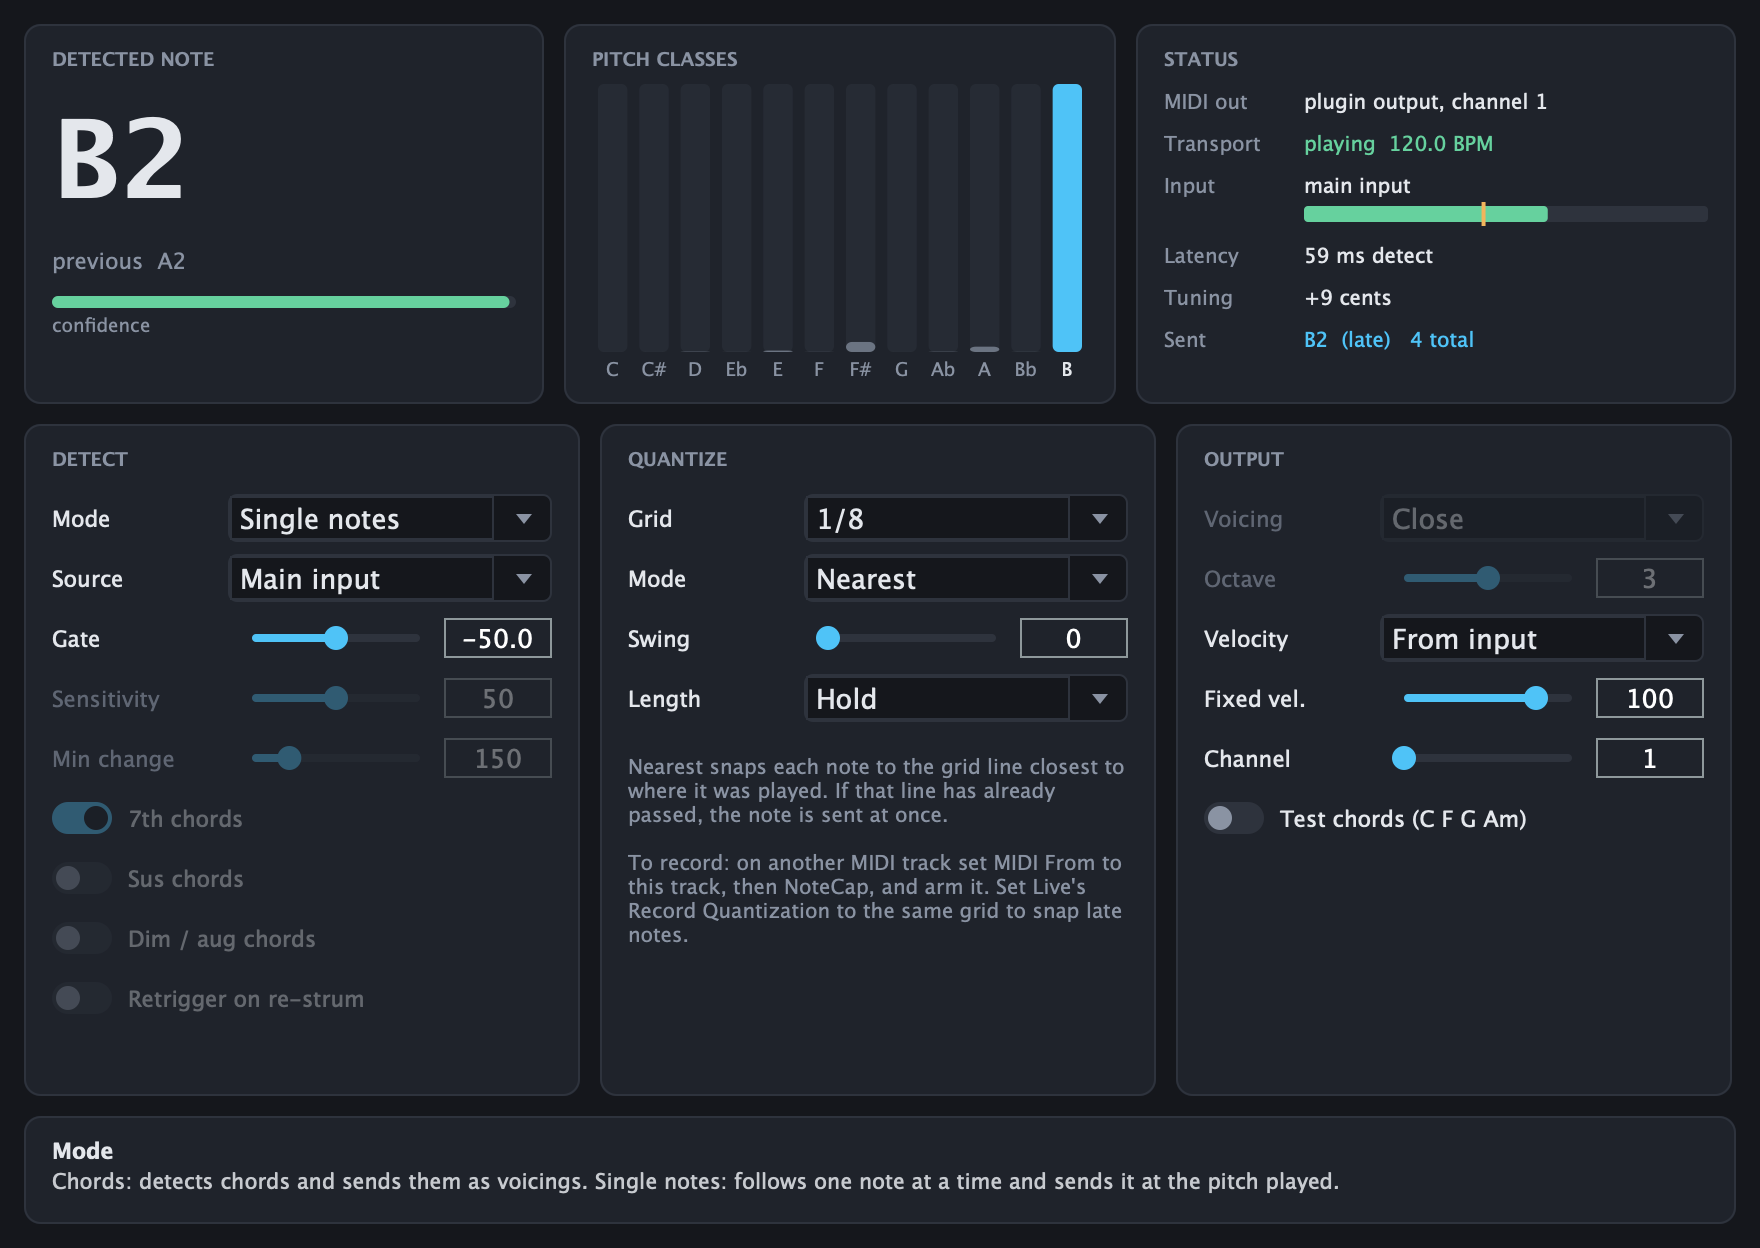 DETECTED NOTE
B2
previous A2
confidence
PITCH CLASSES
C C# D Eb E F F# G Ab A Bb B
STATUS
MIDI out plugin output, channel 1
Transport playing 120.0 BPM
Input main input
Latency 59 ms detect
Tuning +9 cents
Sent B2 (late) 4 total
DETECT
Mode Single notes
Source Main input
Gate -50.0
Sensitivity 50
Min change 150
7th chords
Sus chords
Dim / aug chords
Retrigger on re-strum
QUANTIZE
Grid 1/8
Mode Nearest
Swing 0
Length Hold
Nearest snaps each note to the grid line closest to
where it was played. If that line has already
passed, the note is sent at once.
To record: on another MIDI track set MIDI From to
this track, then NoteCap, and arm it. Set Live's
Record Quantization to the same grid to snap late
notes.
OUTPUT
Voicing Close
Octave 3
Velocity From input
Fixed vel. 100
Channel 1
Test chords (C F G Am)
Mode
Chords: detects chords and sends them as voicings. Single notes: follows one note at a time and sends it at the pitch played.